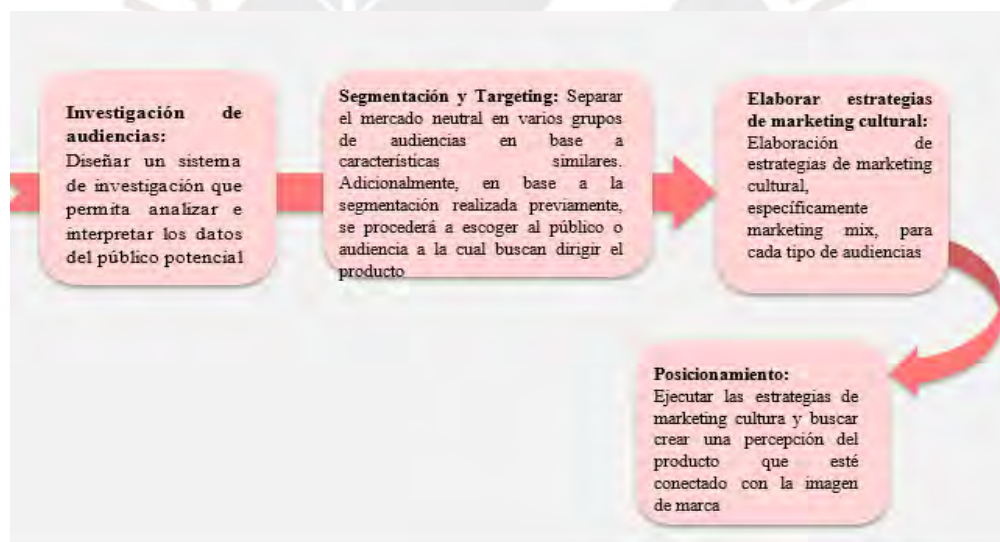 Investigación de
audiencias:
Diseñar un sistema
de investigación que
permita analizar e
interpretar los datos
del público potencial
Segmentación y Targeting: Separar
el mercado neutral en varios grupos
de audiencias en base a
características similares.
Adicionalmente, en base a la
segmentación realizada previamente,
se procederá a escoger al público o
audiencia a la cual buscan dirigir el
producto
Elaborar estrategias
de marketing cultural:
Elaboración de
estrategias de marketing
cultural,
específicamente
marketing mix, para
cada tipo de audiencias
Posicionamiento:
Ejecutar las estrategias de
marketing cultura y buscar
crear una percepción del
producto que esté
conectado con la imagen
de marca